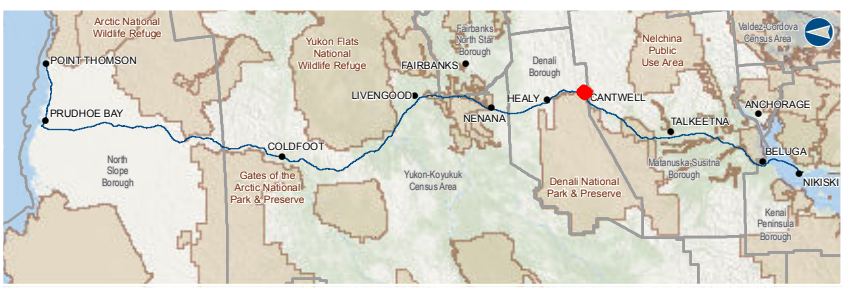 Arctic National
Wildlife Refuge
POINT THOMSON
PRUDHOE BAY
North
Slope
Borough
Yukon Flats
National
Wildlife Refuge
COLDFOOT
Gates of the
Arctic National
Park & Preserve
Fairbanks
North Star
Borough
FAIRBANKS
LIVENGOOD
NENANA
Yukon-Koyukuk
Census Area
Denali
Borough
HEALY
CANTWELL
Denali National
Park & Preserve
Nelchina
Public
Use Area
TALKEETNA
Matanuska-Susitna
Borough
Valdez-Cordova
Census Area
ANCHORAGE
BELUGA
NIKISKI
Kenai
Peninsula
Borough